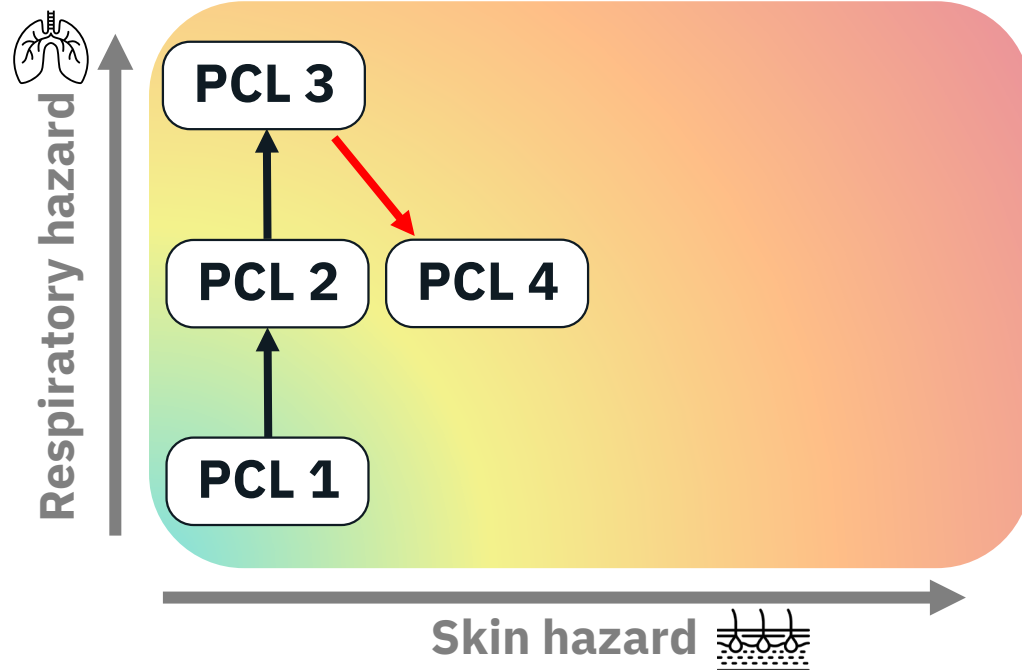 PCL 3
Respiratory hazard
PCL 2
PCL 4
PCL 1
Skin hazard